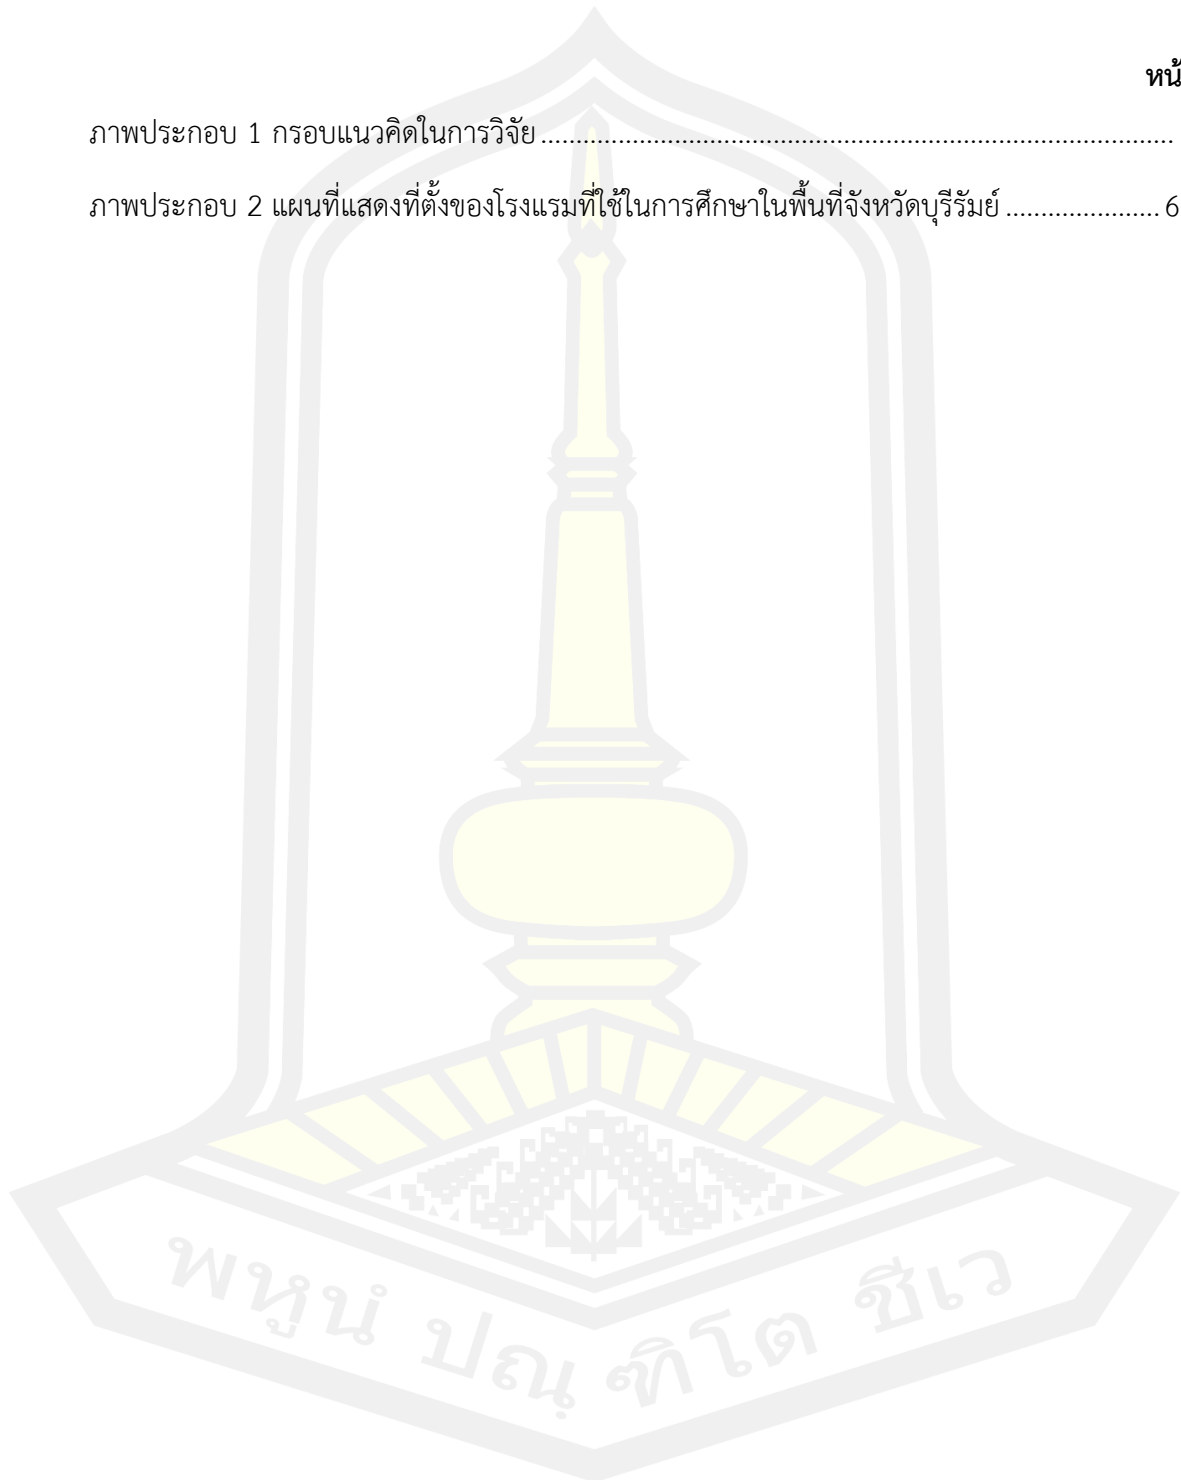 หน้
ภาพประกอบ 1 กรอบแนวคิดในการวิจัย ..........................................................................................
ภาพประกอบ 2 แผนที่แสดงที่ตั้งของโรงแรมที่ใช้ในการศึกษาในพื้นที่จังหวัดบุรีรัมย์ ...................... 6
พหูนํ ปณฺฑิโต ชีเว